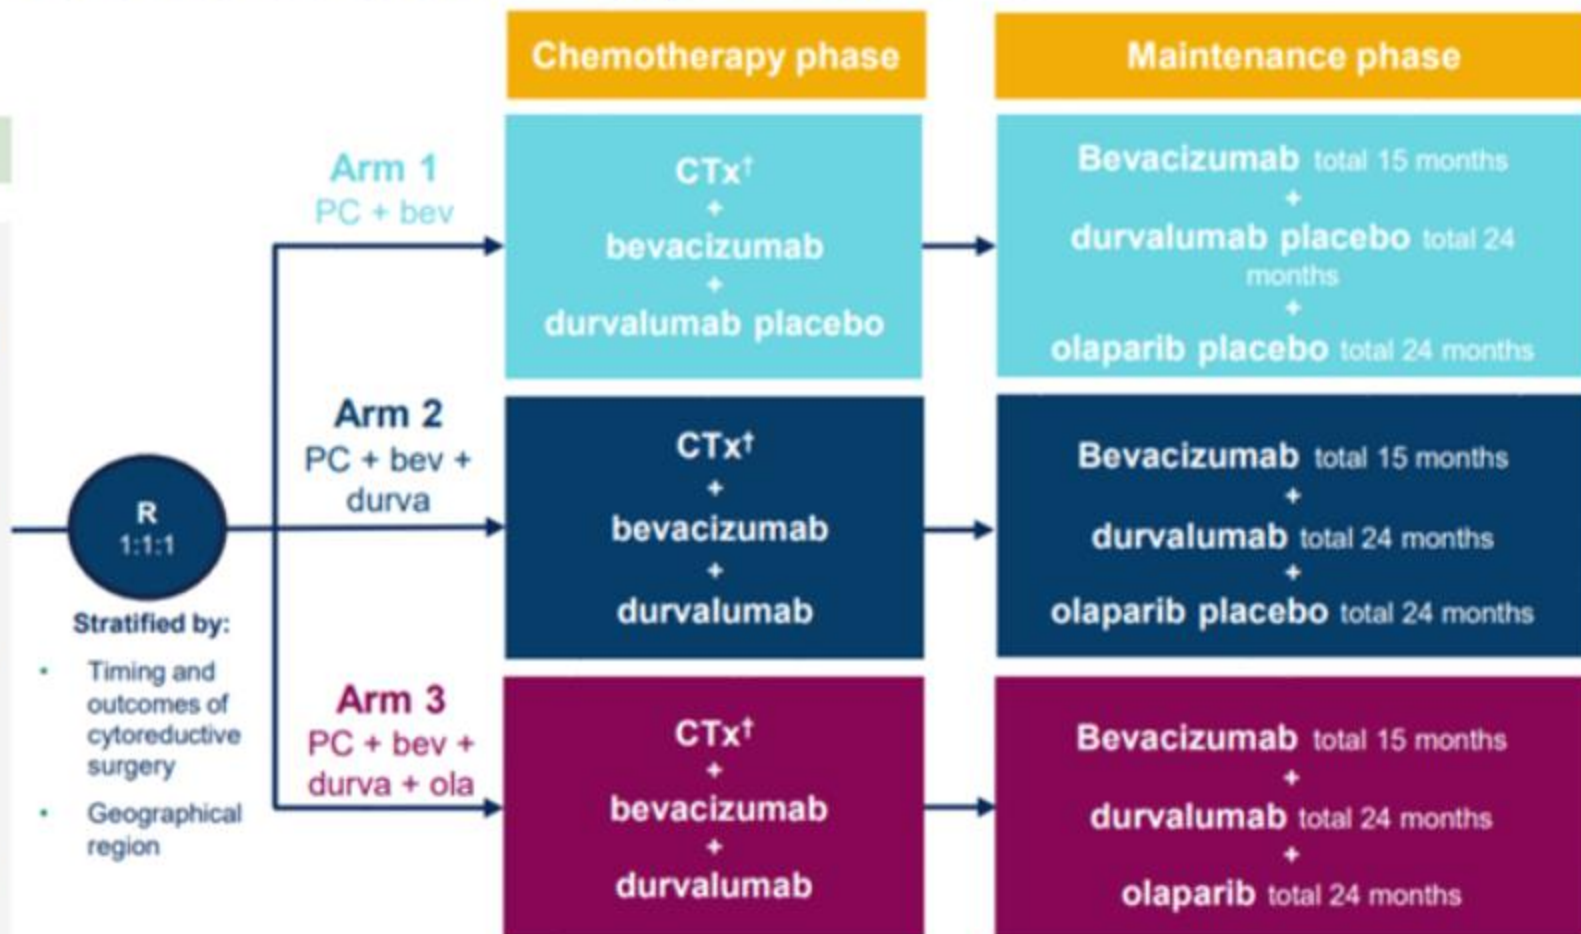 Chemotherapy phase
Maintenance phase
Arm 1
PC + bev
CTx†
+
bevacizumab
+
durvalumab placebo
Bevacizumab total 15 months
+
durvalumab placebo total 24
months
+
olaparib placebo total 24 months
R
1:1:1
Stratified by:
• Timing and
outcomes of
cytoreductive
surgery
• Geographical
region
Arm 2
PC + bev +
durva
CTx†
+
bevacizumab
+
durvalumab
Bevacizumab total 15 months
+
durvalumab total 24 months
+
olaparib placebo total 24 months
Arm 3
PC + bev +
durva + ola
CTx†
+
bevacizumab
+
durvalumab
Bevacizumab total 15 months
+
durvalumab total 24 months
+
olaparib total 24 months